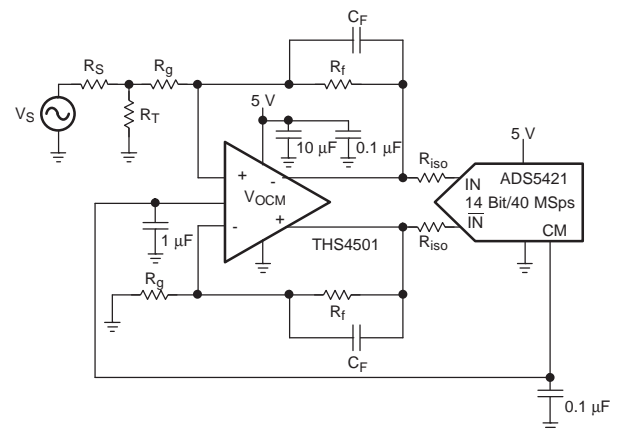 CF
RS
Rg
Rf
VS
RT
5 V
10 µF
0.1 µF
5 V
Riso
+
-
VOCM
IN
ADS5421
14 Bit/40 MSps
IN
CM
1 µF
-
+
THS4501
Riso
Rg
Rf
CF
0.1 µF